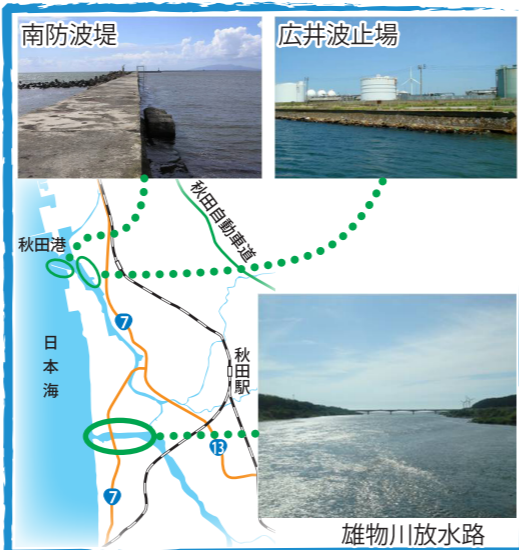 南防波堤
広井波止場
秋田自動車道
秋田港
7
日本海
秋田駅
13
7
雄物川放水路